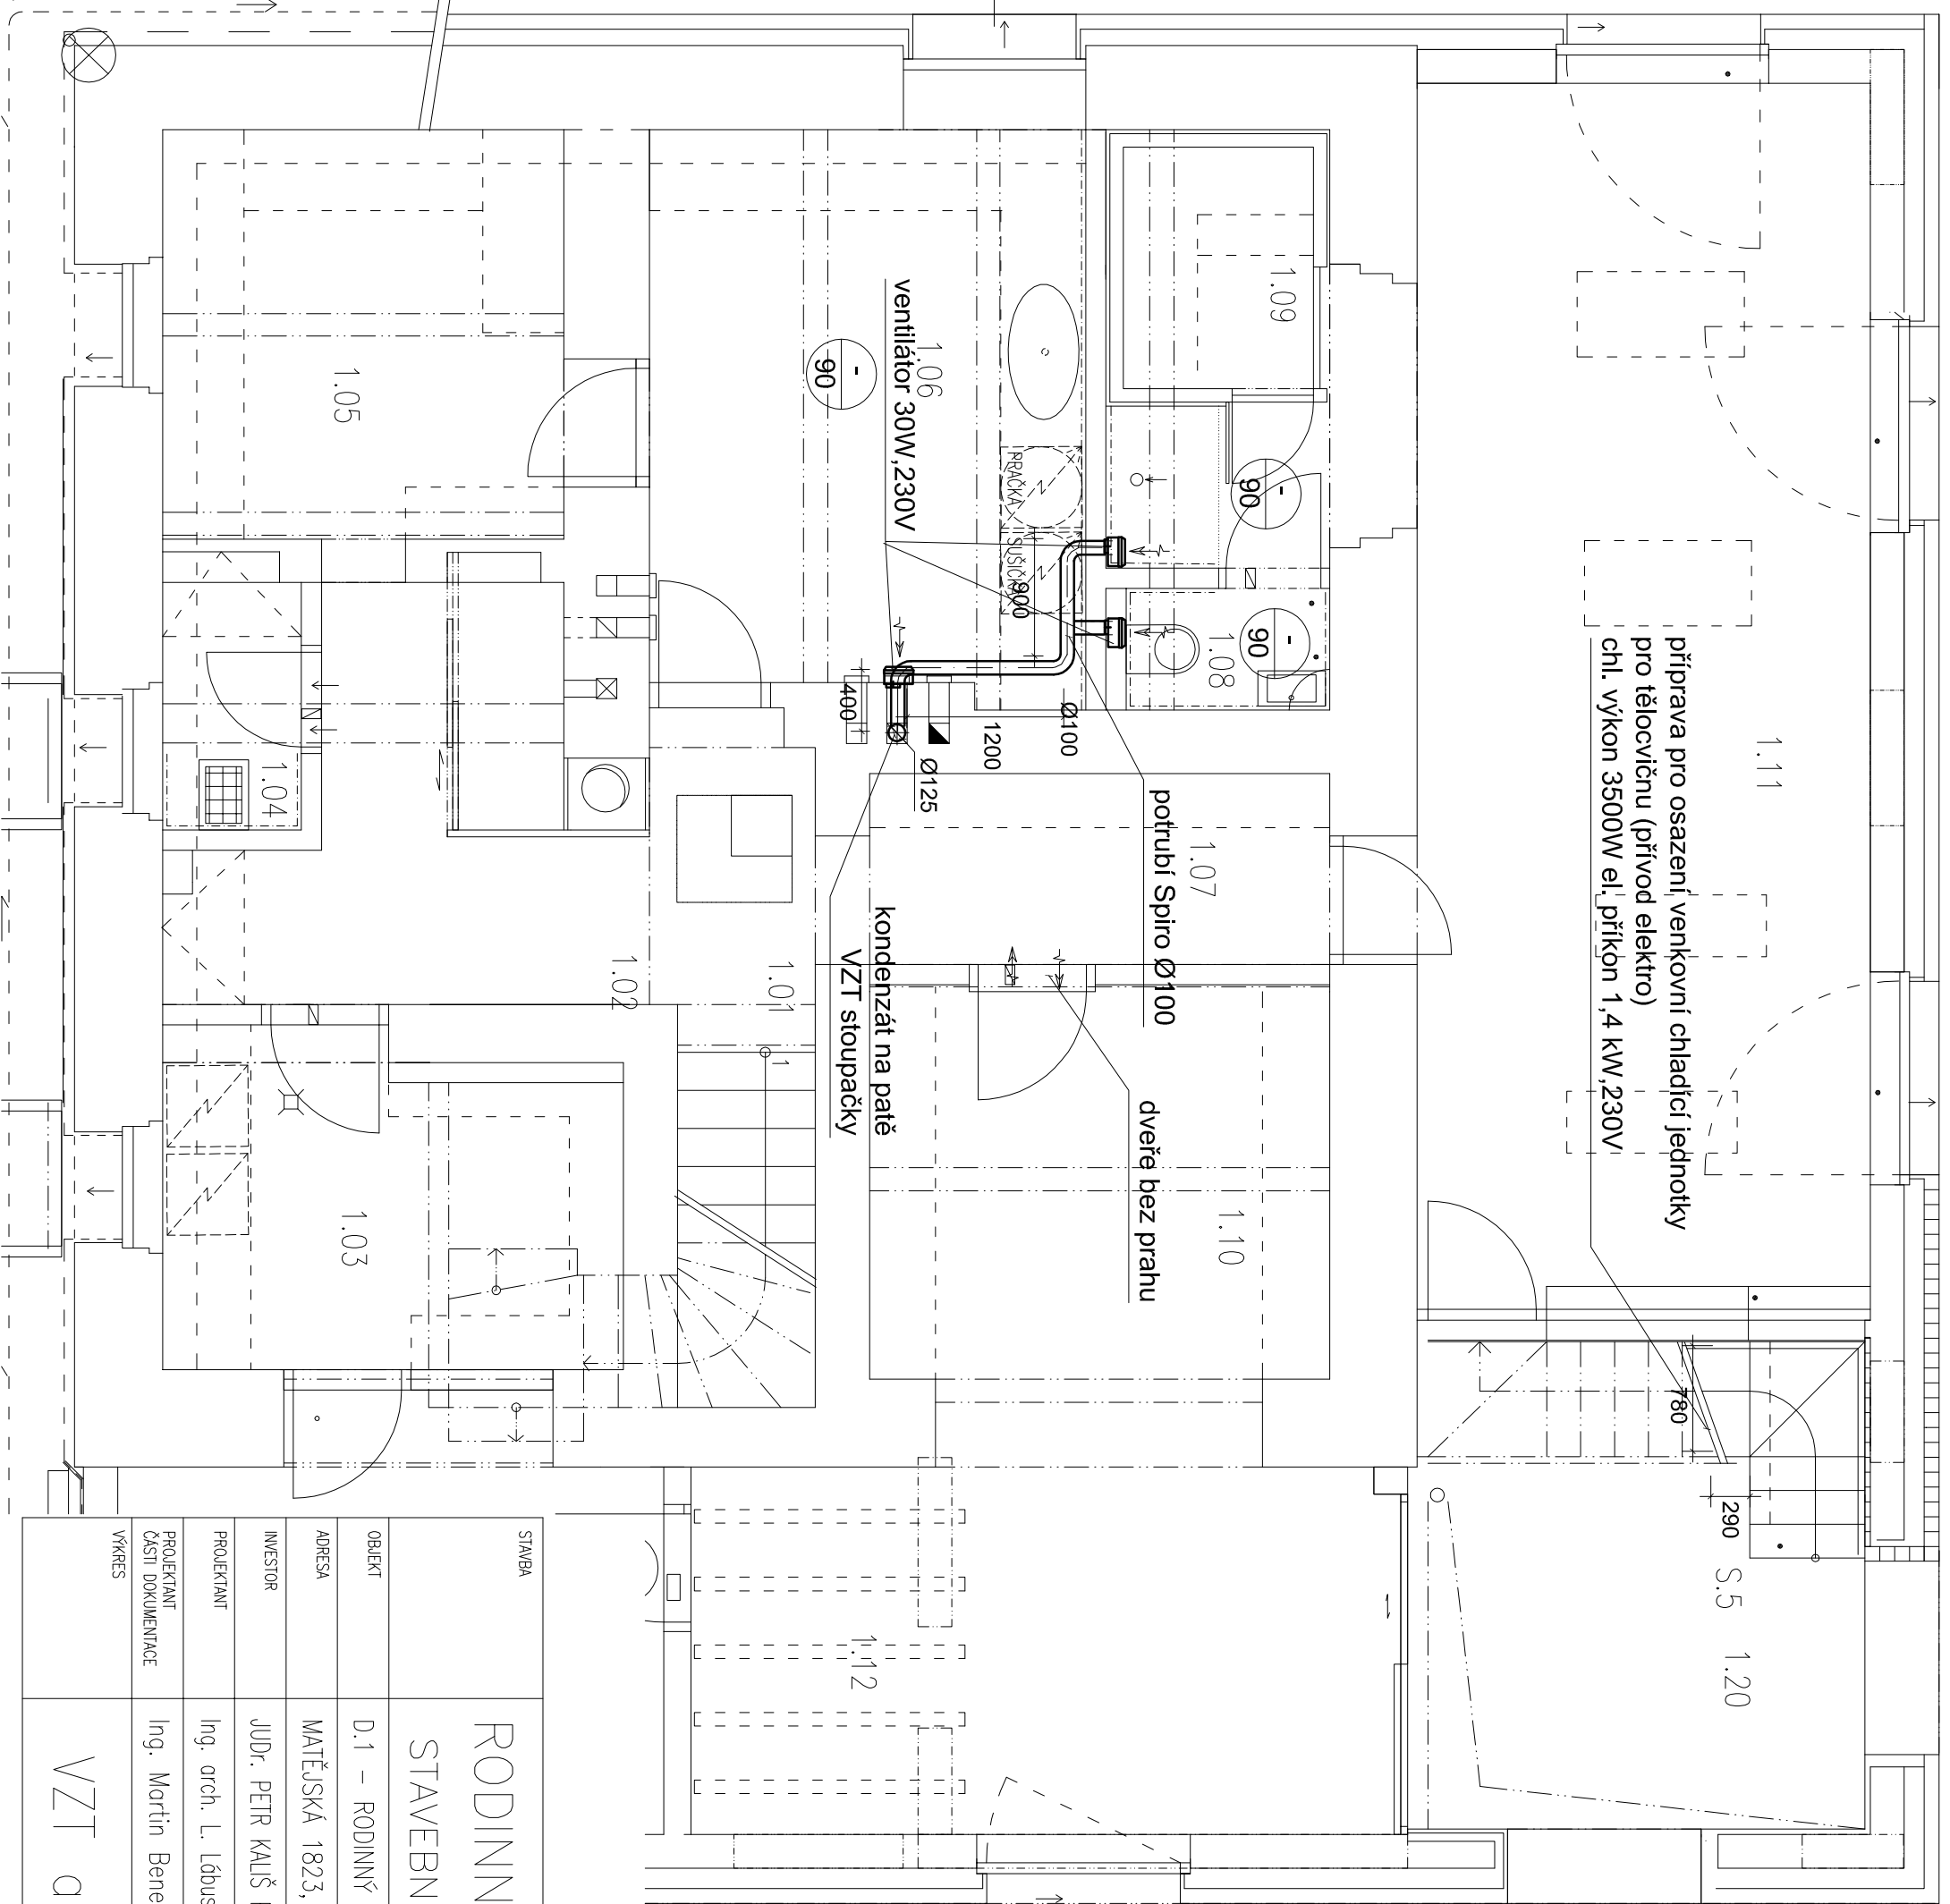 příprava pro osazení venkovní chladící jednotky
pro tělocvičnu (přívod elektro)
chl. výkon 3500W el. příkon 1,4 kW,230V
1.11
1.09
90
-
90
-
1.08
1.06
ventilátor 30W,230V
90
-
PRAČKA
SUŠIČKA
900
400
Ø100
1200
Ø125
potrubí Spiro Ø100
1.07
dveře bez prahu
1.10
kondenzát na patě
VZT stoupačky
1.05
1.04
1.02
1.01
1
1.03
780
290
S.5
1.20
1.12
STAVBA
RODINN
STAVEBN
OBJEKT
D.1 – RODINNÝ
ADRESA
MATĚJSKÁ 1823,
INVESTOR
JUDr. PETR KALIŠ
PROJEKTANT
Ing. arch. L. Lábus
PROJEKTANT
ČÁSTI DOKUMENTACE
Ing. Martin Bene
VÝKRES
VZT a